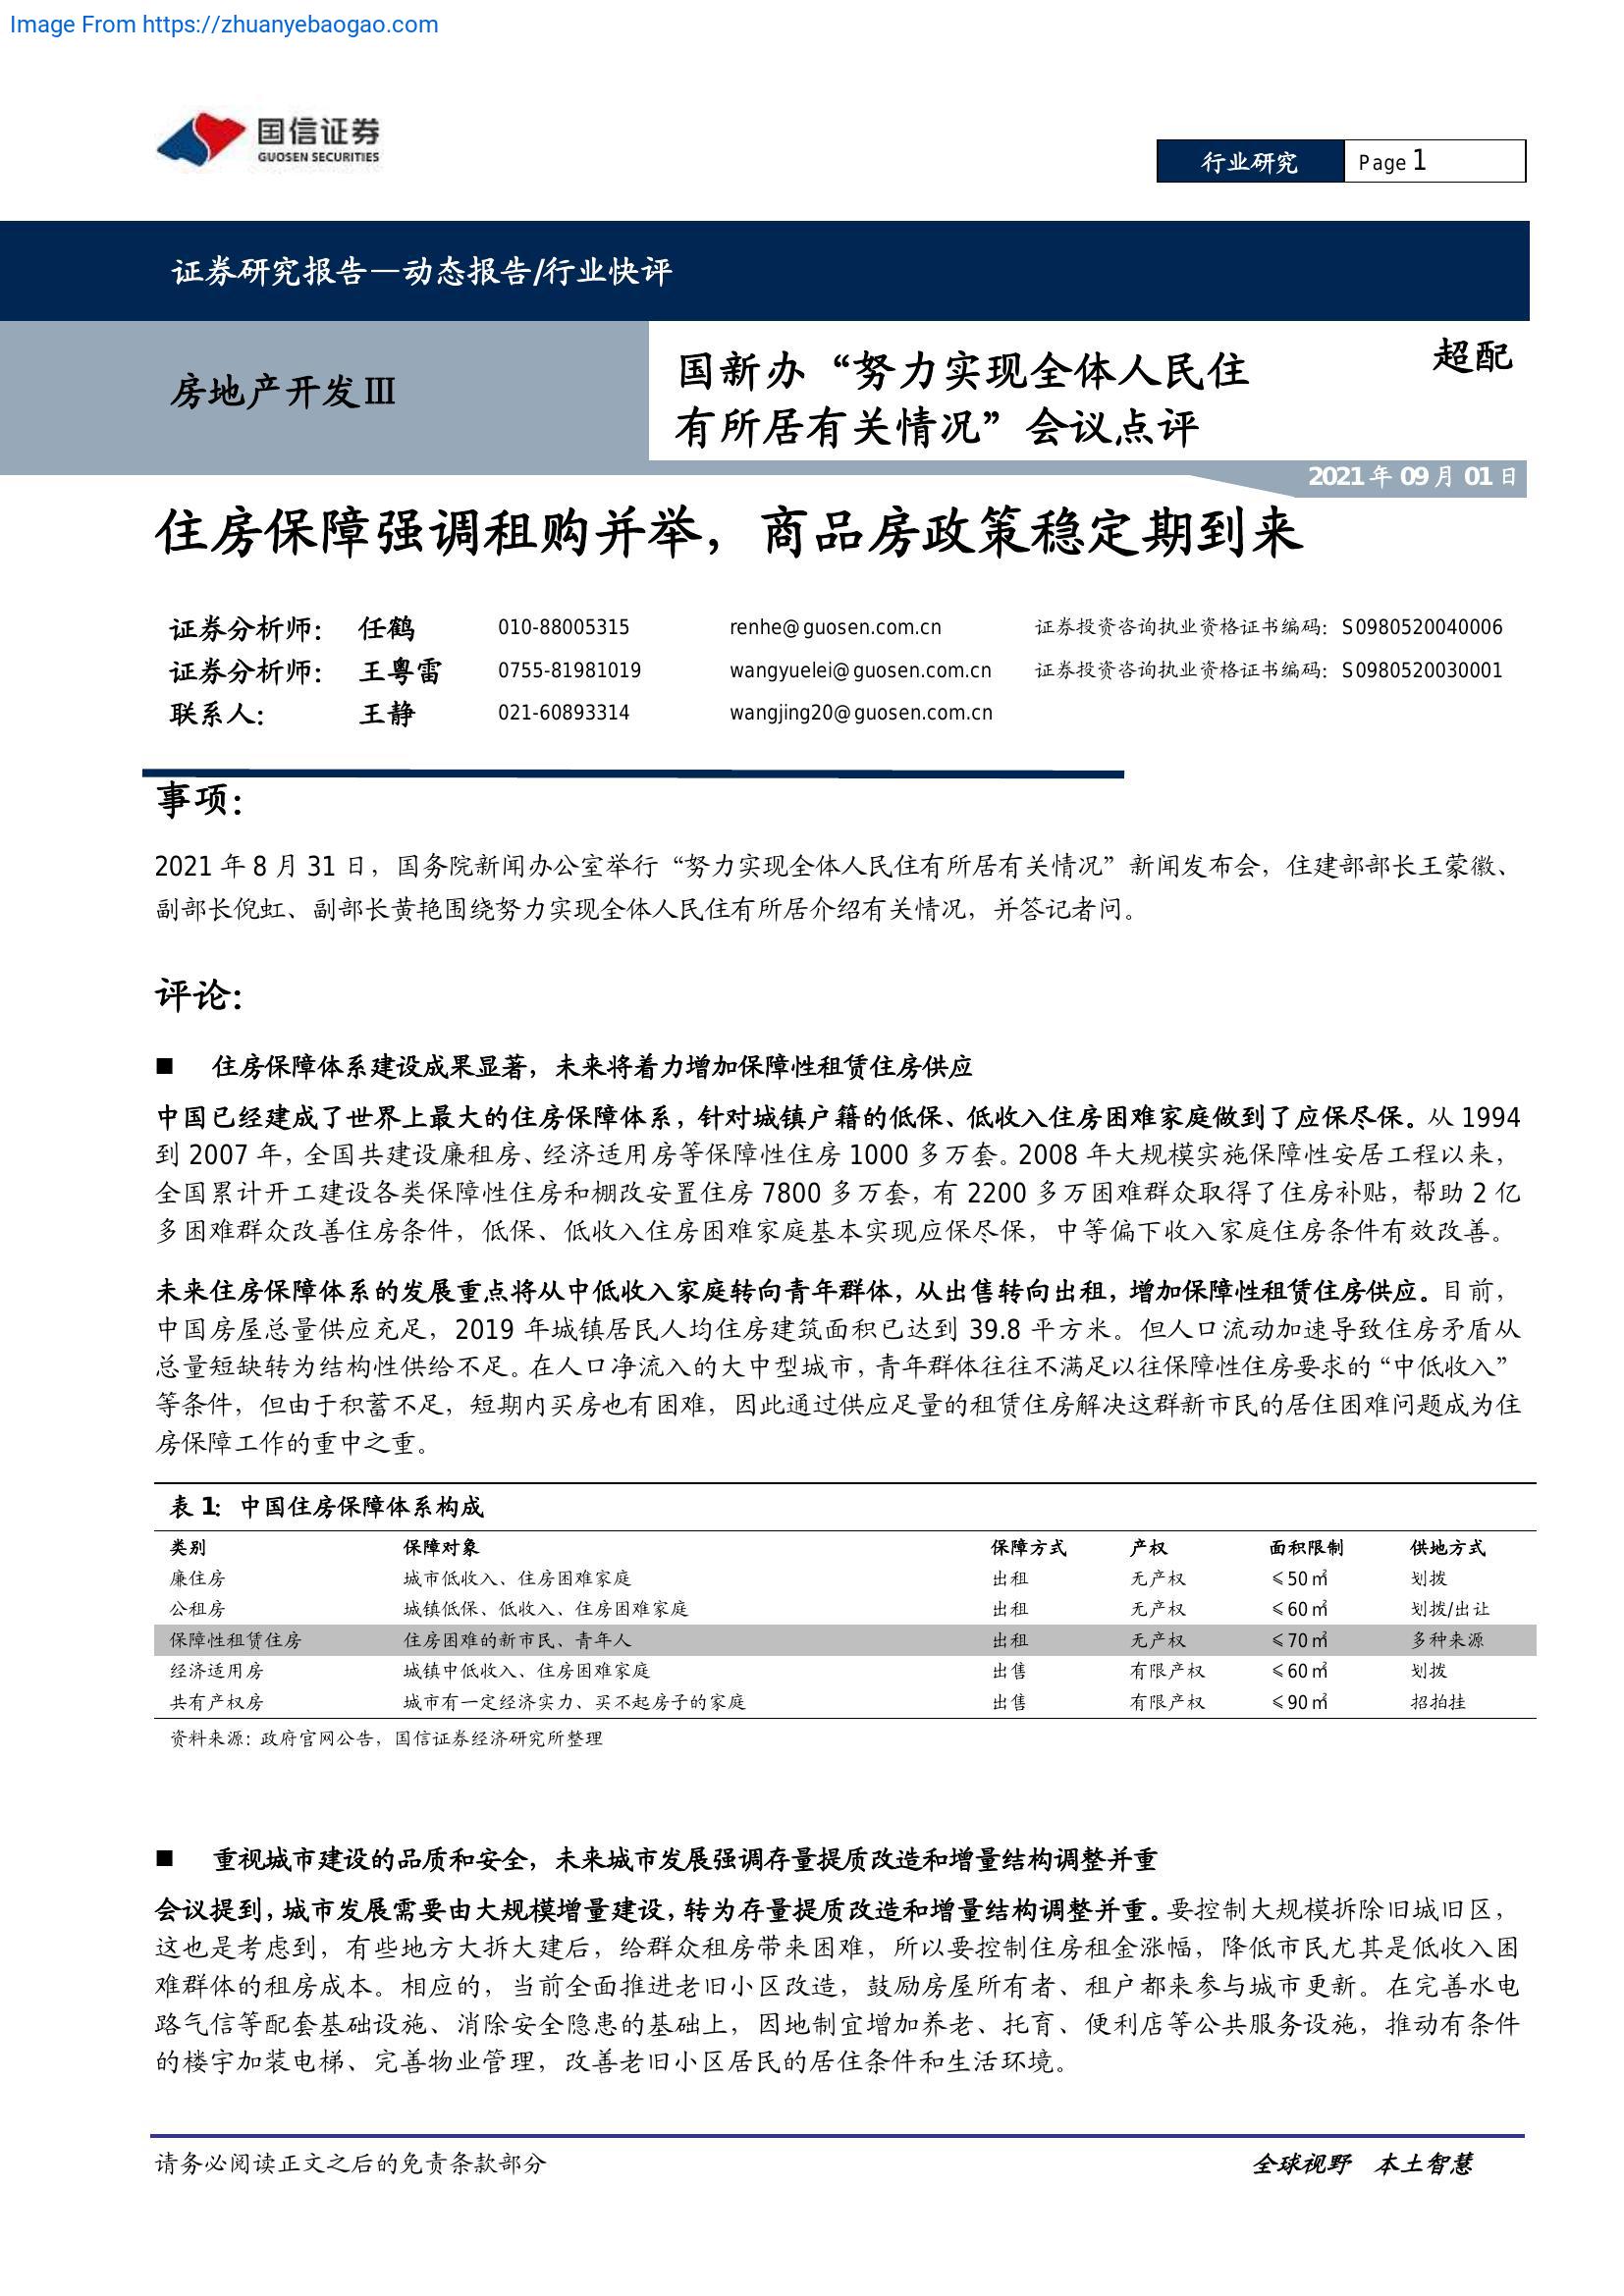 Image From https://zhuanyebaogao.com
国信证券
GUOSEN SECURITIES
行业研究
Page 1
证券研究报告—动态报告/行业快评
房地产开发Ⅲ
国新办“努力实现全体人民住
有所居有关情况”会议点评
超配
2021 年 09 月 01 日
住房保障强调租购并举，商品房政策稳定期到来
证券分析师： 任鹤 010-88005315 renhe@guosen.com.cn 证券投资咨询执业资格证书编码：S0980520040006
证券分析师： 王粤雷 0755-81981019 wangyuelei@guosen.com.cn 证券投资咨询执业资格证书编码：S0980520030001
联系人： 王静 021-60893314 wangjing20@guosen.com.cn
事项：
2021 年 8 月 31 日，国务院新闻办公室举行“努力实现全体人民住有所居有关情况”新闻发布会，住建部部长王蒙徽、
副部长倪虹、副部长黄艳围绕努力实现全体人民住有所居介绍有关情况，并答记者问。
评论：
■ 住房保障体系建设成果显著，未来将着力增加保障性租赁住房供应
中国已经建成了世界上最大的住房保障体系，针对城镇户籍的低保、低收入住房困难家庭做到了应保尽保。从 1994
到 2007 年，全国共建设廉租房、经济适用房等保障性住房 1000 多万套。2008 年大规模实施保障性安居工程以来，
全国累计开工建设各类保障性住房和棚改安置住房 7800 多万套，有 2200 多万困难群众取得了住房补贴，帮助 2 亿
多困难群众改善住房条件，低保、低收入住房困难家庭基本实现应保尽保，中等偏下收入家庭住房条件有效改善。
未来住房保障体系的发展重点将从中低收入家庭转向青年群体，从出售转向出租，增加保障性租赁住房供应。目前，
中国房屋总量供应充足，2019 年城镇居民人均住房建筑面积已达到 39.8 平方米。但人口流动加速导致住房矛盾从
总量短缺转为结构性供给不足。在人口净流入的大中型城市，青年群体往往不满足以往保障性住房要求的“中低收入”
等条件，但由于积蓄不足，短期内买房也有困难，因此通过供应足量的租赁住房解决这群新市民的居住困难问题成为住
房保障工作的重中之重。
表 1：中国住房保障体系构成
类别 保障对象 保障方式 产权 面积限制 供地方式
廉住房 城市低收入、住房困难家庭 出租 无产权 ≤50㎡ 划拨
公租房 城镇低保、低收入、住房困难家庭 出租 无产权 ≤60㎡ 划拨/出让
保障性租赁住房 住房困难的新市民、青年人 出租 无产权 ≤70㎡ 多种来源
经济适用房 城镇中低收入、住房困难家庭 出售 有限产权 ≤60㎡ 划拨
共有产权房 城市有一定经济实力、买不起房子的家庭 出售 有限产权 ≤90㎡ 招拍挂
资料来源：政府官网公告，国信证券经济研究所整理
■ 重视城市建设的品质和安全，未来城市发展强调存量提质改造和增量结构调整并重
会议提到，城市发展需要由大规模增量建设，转为存量提质改造和增量结构调整并重。要控制大规模拆除旧城旧区，
这也是考虑到，有些地方大拆大建后，给群众租房带来困难，所以要控制住房租金涨幅，降低市民尤其是低收入困
难群体的租房成本。相应的，当前全面推进老旧小区改造，鼓励房屋所有者、租户都来参与城市更新。在完善水电
路气信等配套基础设施、消除安全隐患的基础上，因地制宜增加养老、托育、便利店等公共服务设施，推动有条件
的楼宇加装电梯、完善物业管理，改善老旧小区居民的居住条件和生活环境。
请务必阅读正文之后的免责条款部分
全球视野 本土智慧